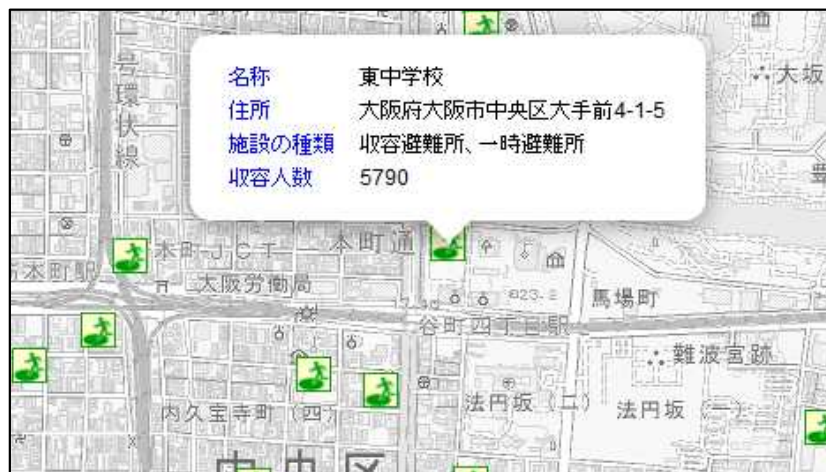 名称 東中学校
住所 大阪府大阪市中央区大手前4-1-5
施設の種類 収容避難所、一時避難所
収容人数 5790
号環状線
大坂
本町JCT
本町通
本町駅
大阪労働局
馬場町
谷町四丁目駅
難波宮跡
内久宝寺町(四)
法円坂(二)
法円坂(一)
中央区